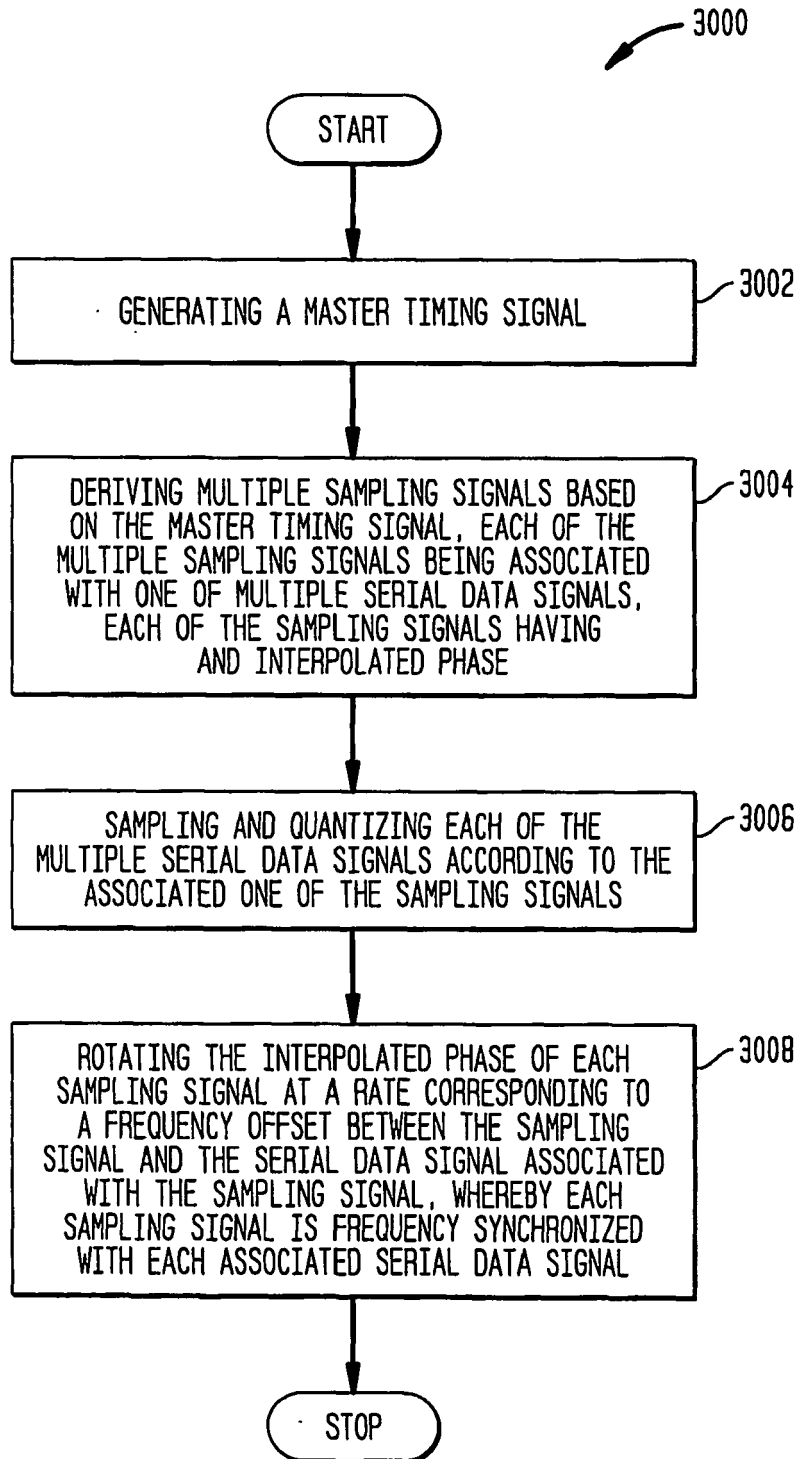 3000
START
GENERATING A MASTER TIMING SIGNAL
3002
DERIVING MULTIPLE SAMPLING SIGNALS BASED
ON THE MASTER TIMING SIGNAL, EACH OF THE
MULTIPLE SAMPLING SIGNALS BEING ASSOCIATED
WITH ONE OF MULTIPLE SERIAL DATA SIGNALS,
EACH OF THE SAMPLING SIGNALS HAVING
AND INTERPOLATED PHASE
3004
SAMPLING AND QUANTIZING EACH OF THE
MULTIPLE SERIAL DATA SIGNALS ACCORDING TO THE
ASSOCIATED ONE OF THE SAMPLING SIGNALS
3006
ROTATING THE INTERPOLATED PHASE OF EACH
SAMPLING SIGNAL AT A RATE CORRESPONDING TO
A FREQUENCY OFFSET BETWEEN THE SAMPLING
SIGNAL AND THE SERIAL DATA SIGNAL ASSOCIATED
WITH THE SAMPLING SIGNAL, WHEREBY EACH
SAMPLING SIGNAL IS FREQUENCY SYNCHRONIZED
WITH EACH ASSOCIATED SERIAL DATA SIGNAL
3008
STOP